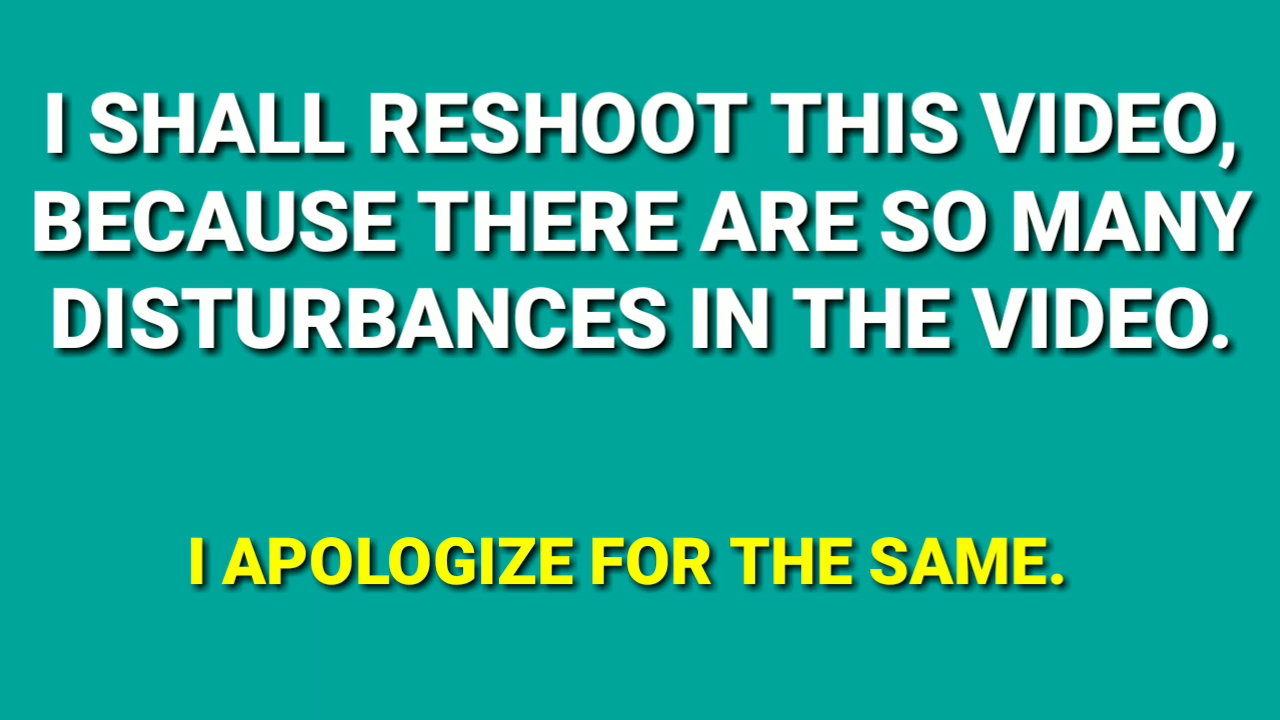 I SHALL RESHOOT THIS VIDEO,
BECAUSE THERE ARE SO MANY
DISTURBANCES IN THE VIDEO.
I APOLOGIZE FOR THE SAME.